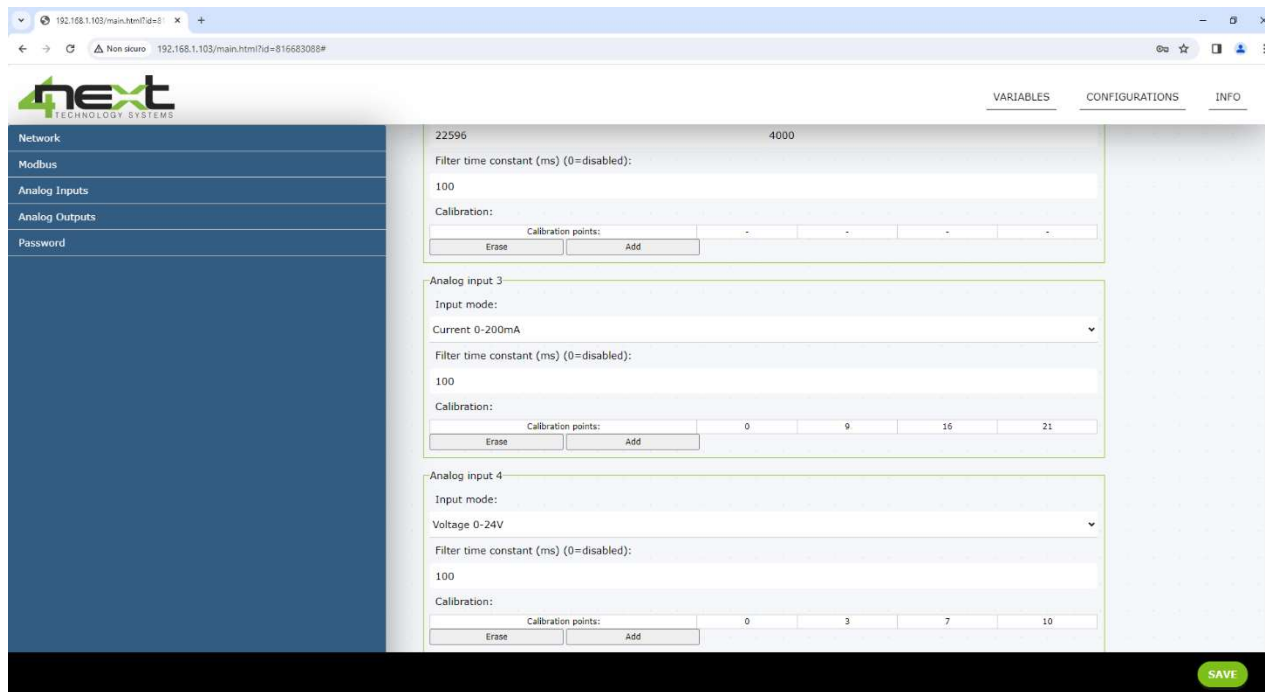 192.168.1.103/main.html?id=81
Non sicuro 192.168.1.103/main.html?id=816683088#
4next
TECHNOLOGY SYSTEMS
VARIABLES CONFIGURATIONS INFO
Network
Modbus
Analog Inputs
Analog Outputs
Password
22596 4000
Filter time constant (ms) (0=disabled):
100
Calibration:
Calibration points: - - - -
Erase Add
Analog input 3
Input mode:
Current 0-200mA
Filter time constant (ms) (0=disabled):
100
Calibration:
Calibration points: 0 9 16 21
Erase Add
Analog input 4
Input mode:
Voltage 0-24V
Filter time constant (ms) (0=disabled):
100
Calibration:
Calibration points: 0 3 7 10
Erase Add
SAVE